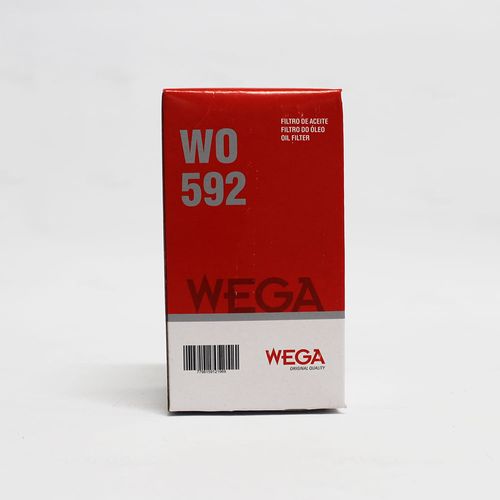 WO
592
FILTRO DE ACEITE
FILTRO DO ÓLEO
OIL FILTER
WEGA
WEGA
ORIGINAL QUALITY